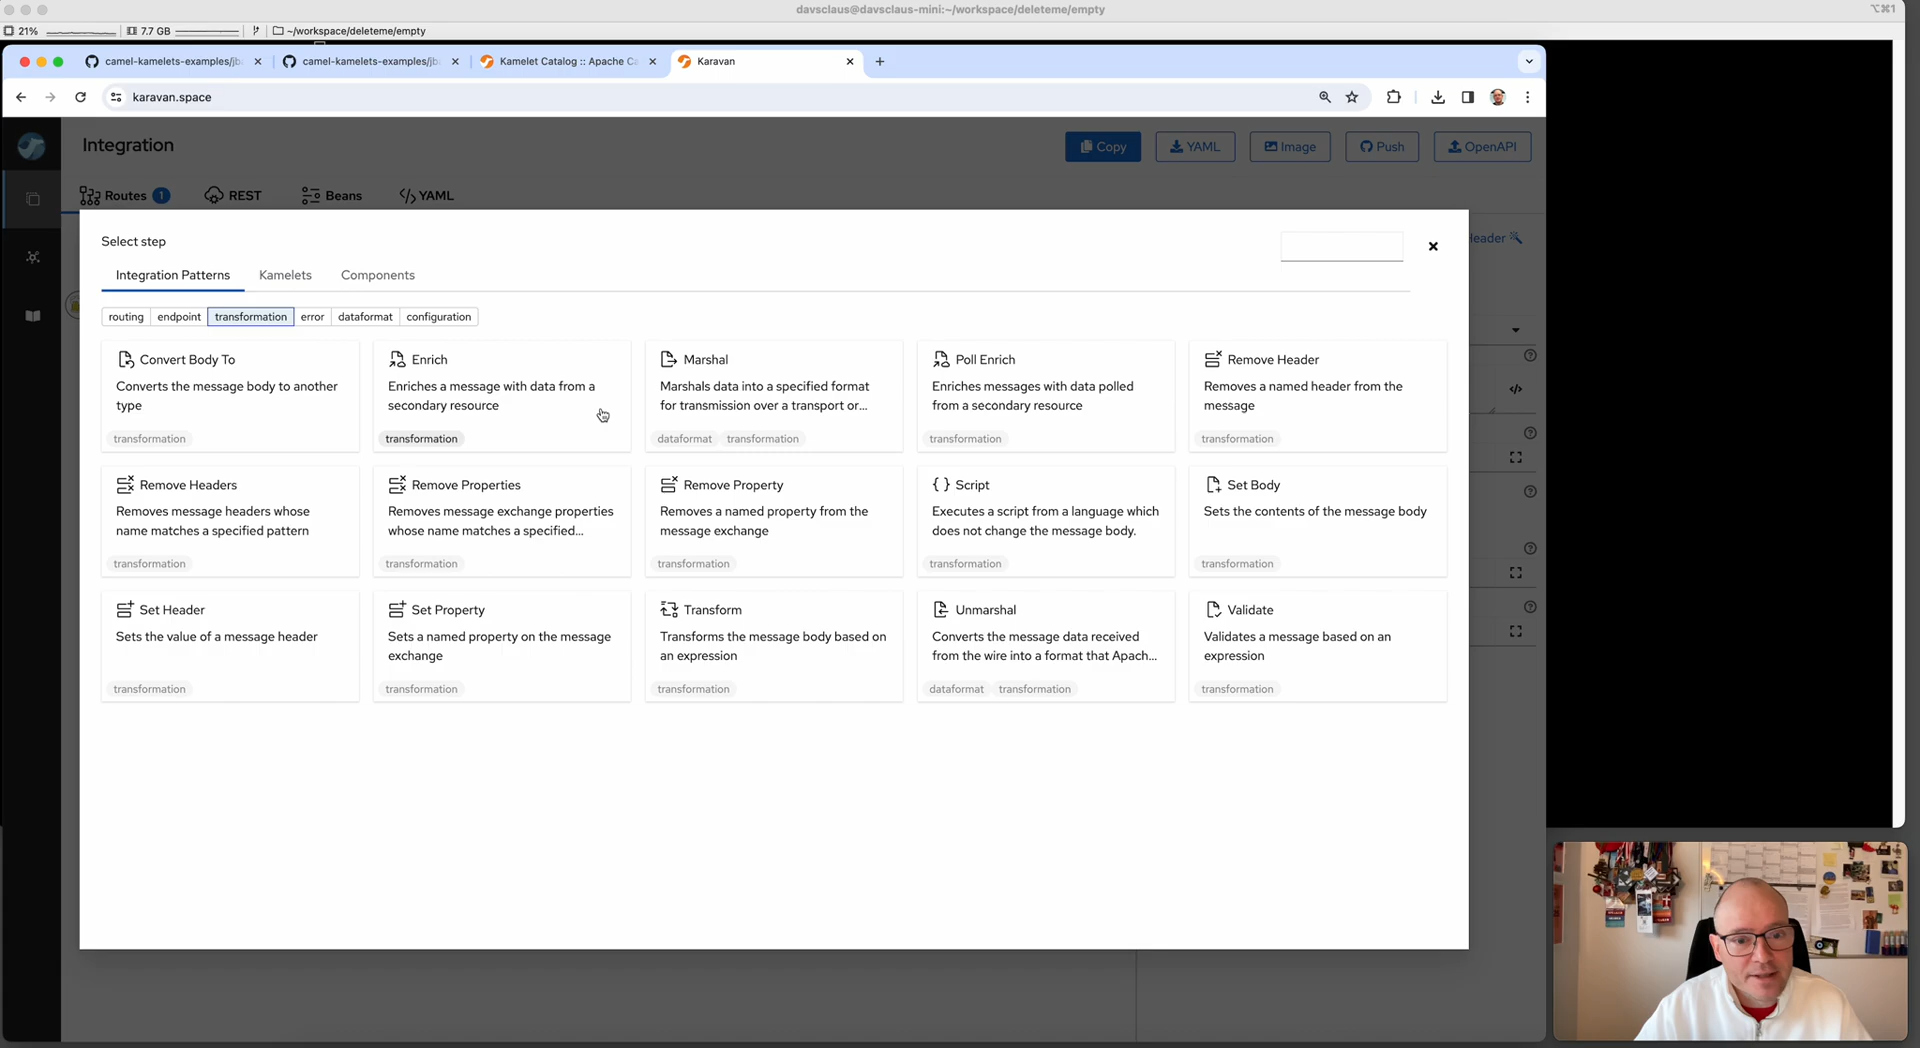 davsclaus@davsclaus-mini:~/workspace/deleteme/empty
⌥⌘1
21%
7.7 GB
~/workspace/deleteme/empty
camel-kamelets-examples/jb
camel-kamelets-examples/jb
Kamelet Catalog :: Apache Ca
Karavan
karavan.space
Integration
Copy
YAML
Image
Push
OpenAPI
Routes 1
REST
Beans
YAML
Select step
Header
Integration Patterns
Kamelets
Components
routing
endpoint
transformation
error
dataformat
configuration
Convert Body To
Converts the message body to another
type
transformation
Enrich
Enriches a message with data from a
secondary resource
transformation
Marshal
Marshals data into a specified format
for transmission over a transport or...
dataformat transformation
Poll Enrich
Enriches messages with data polled
from a secondary resource
transformation
Remove Header
Removes a named header from the
message
transformation
Remove Headers
Removes message headers whose
name matches a specified pattern
transformation
Remove Properties
Removes message exchange properties
whose name matches a specified...
transformation
Remove Property
Removes a named property from the
message exchange
transformation
Script
Executes a script from a language which
does not change the message body.
transformation
Set Body
Sets the contents of the message body
transformation
Set Header
Sets the value of a message header
transformation
Set Property
Sets a named property on the message
exchange
transformation
Transform
Transforms the message body based on
an expression
transformation
Unmarshal
Converts the message data received
from the wire into a format that Apach...
dataformat transformation
Validate
Validates a message based on an
expression
transformation